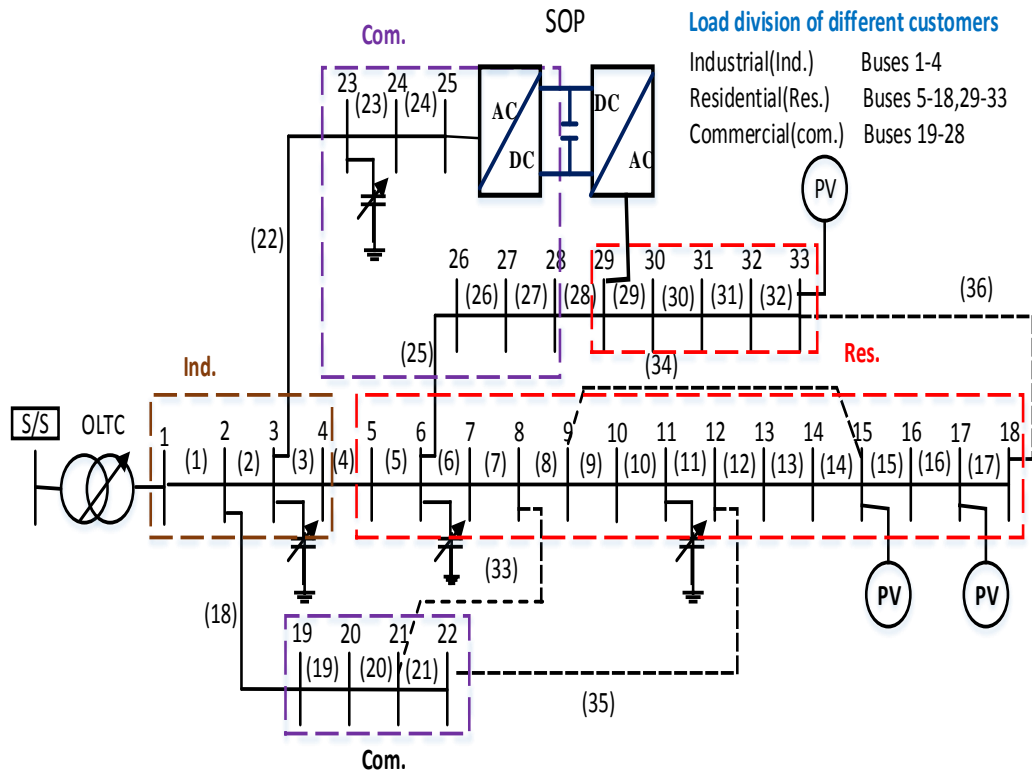 SOP
Load division of different customers
Industrial(Ind.) Buses 1-4
Residential(Res.) Buses 5-18,29-33
Commercial(com.) Buses 19-28
Com.
23 24 25
(23) (24)
AC
DC
DC
AC
PV
(22)
26 27 28 29 30 31 32 33
(26) (27) (28) (29) (30) (31) (32)
(36)
(25)
(34)
Res.
Ind.
S/S OLTC
1 2 3 4 5 6 7 8 9 10 11 12 13 14 15 16 17 18
(1) (2) (3) (4) (5) (6) (7) (8) (9) (10) (11) (12) (13) (14) (15) (16) (17)
(33)
PV PV
(18)
19 20 21 22
(19) (20) (21)
(35)
Com.